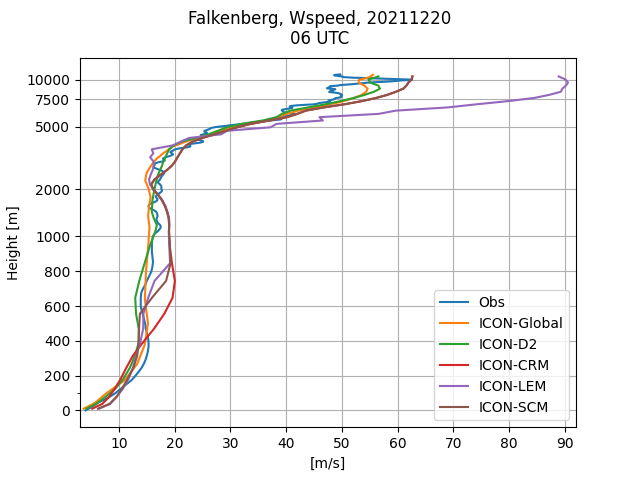 Falkenberg, Wspeed, 20211220
06 UTC
10000
7500
5000
2000
1000
800
600
400
200
0
Height [m]
Obs
ICON-Global
ICON-D2
ICON-CRM
ICON-LEM
ICON-SCM
10 20 30 40 50 60 70 80 90
[m/s]